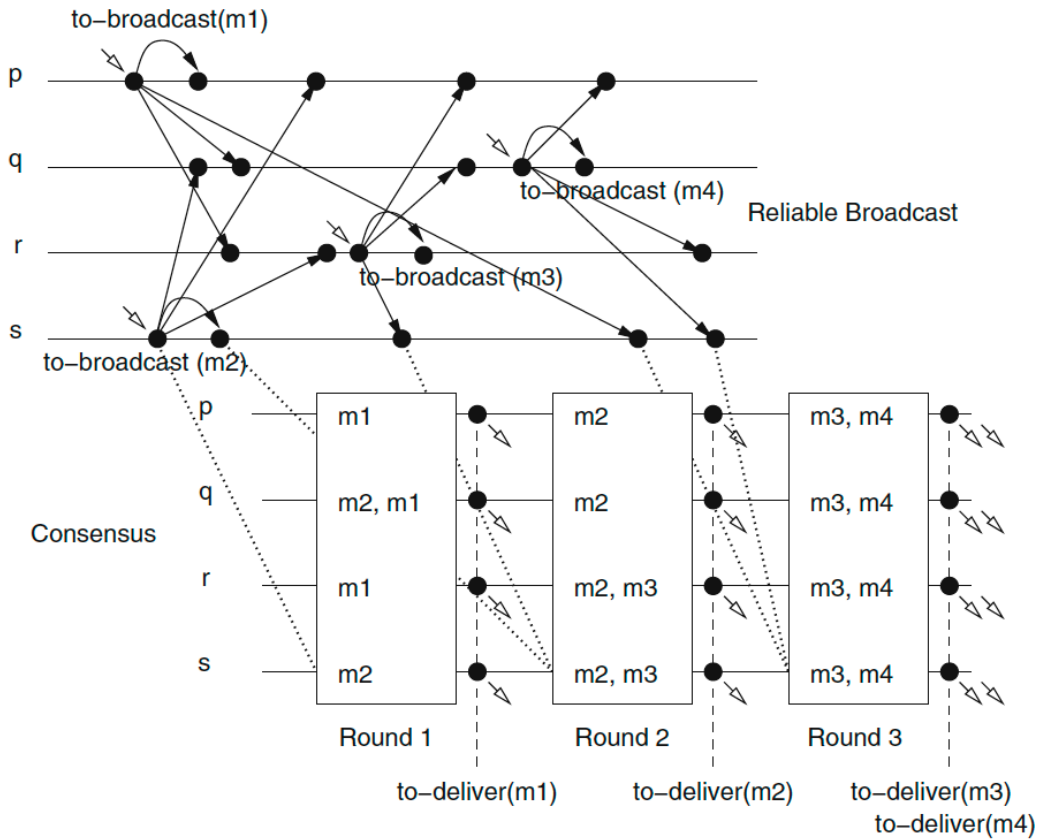 to−broadcast(m1)
p
q
to−broadcast (m4)
Reliable Broadcast
r
to−broadcast (m3)
s
to−broadcast (m2)
p
m1
m2
m3, m4
q
m2, m1
m2
m3, m4
Consensus
r
m1
m2, m3
m3, m4
s
m2
m2, m3
m3, m4
Round 1
Round 2
Round 3
to−deliver(m1)
to−deliver(m2)
to−deliver(m3)
to−deliver(m4)